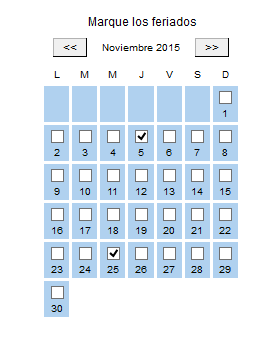 Marque los feriados
<< Noviembre 2015 >>
L M M J V S D
1
2 3 4 5 6 7 8
9 10 11 12 13 14 15
16 17 18 19 20 21 22
23 24 25 26 27 28 29
30